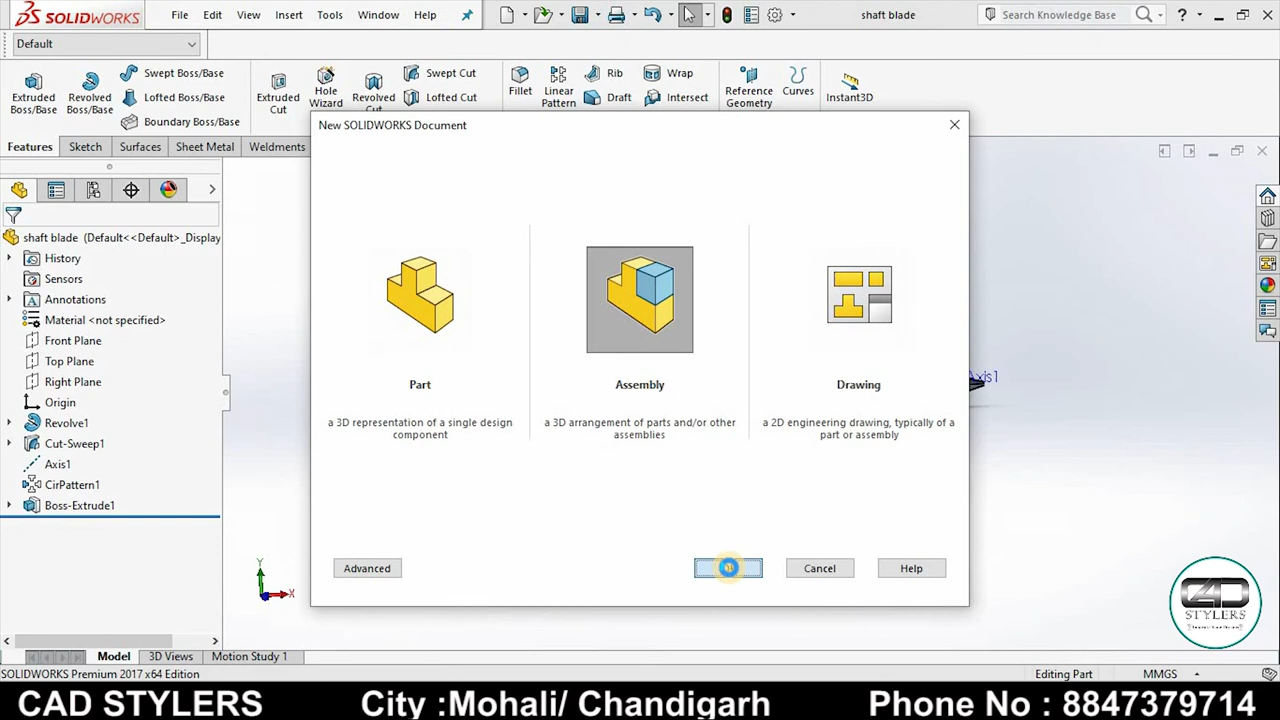 SOLIDWORKS File Edit View Insert Tools Window Help shaft blade Search Knowledge Base ?
Default
Extruded Boss/Base
Revolved Boss/Base
Swept Boss/Base
Lofted Boss/Base
Boundary Boss/Base
Extruded Cut
Hole Wizard
Revolved Cut
Swept Cut
Lofted Cut
Fillet
Linear Pattern
Rib
Draft
Wrap
Intersect
Reference Geometry
Curves
Instant3D
Features Sketch Surfaces Sheet Metal Weldments
New SOLIDWORKS Document
shaft blade (Default<<Default>_Display
History
Sensors
Annotations
Material <not specified>
Front Plane
Top Plane
Right Plane
Origin
Revolve1
Cut-Sweep1
Axis1
CirPattern1
Boss-Extrude1
Part
a 3D representation of a single design
component
Assembly
a 3D arrangement of parts and/or other
assemblies
Drawing
a 2D engineering drawing, typically of a
part or assembly
Axis1
Advanced Cancel Help
Y
X
STYLERS
Model 3D Views Motion Study 1
SOLIDWORKS Premium 2017 x64 Edition Editing Part MMGS
CAD STYLERS City :Mohali/ Chandigarh Phone No : 8847379714